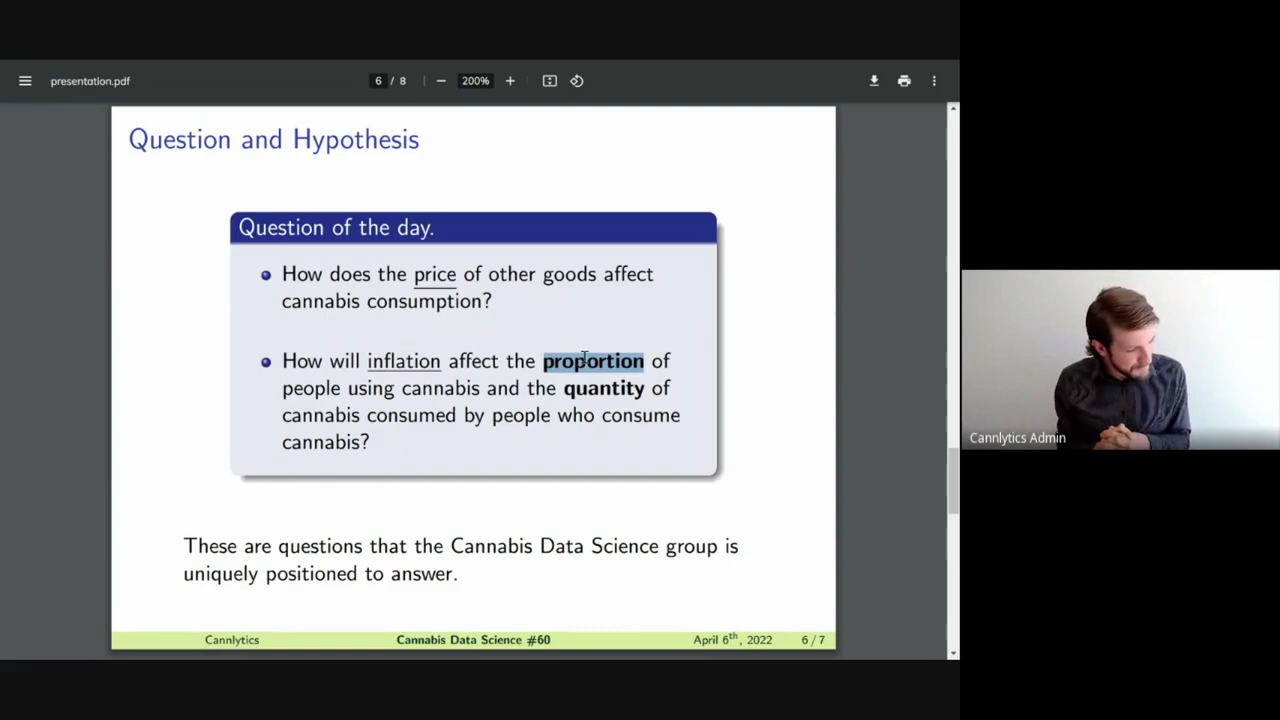 presentation.pdf
6 / 8
200%
Question and Hypothesis
Question of the day.
How does the price of other goods affect
cannabis consumption?
How will inflation affect the proportion of
people using cannabis and the quantity of
cannabis consumed by people who consume
cannabis?
These are questions that the Cannabis Data Science group is
uniquely positioned to answer.
Cannlytics
Cannabis Data Science #60
April 6th, 2022
6 / 7
Cannlytics Admin